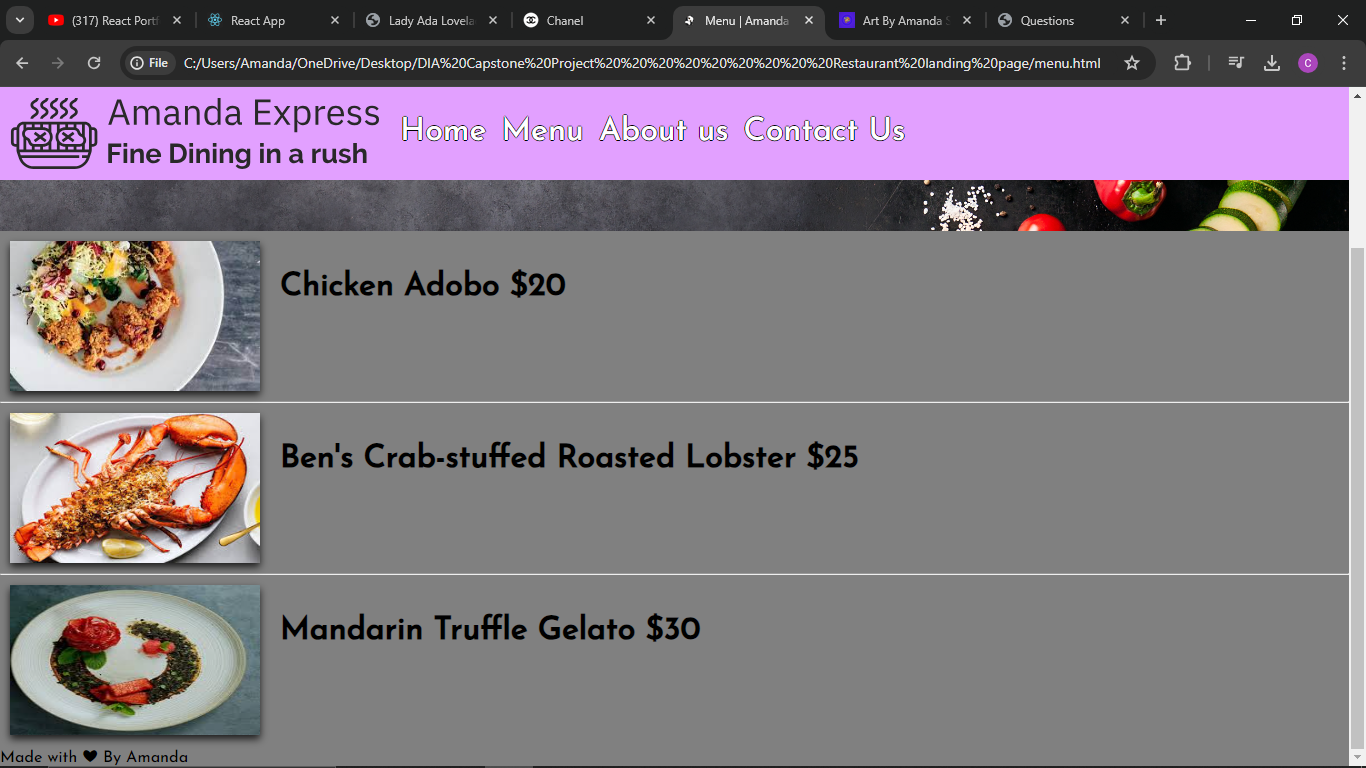 (317) React Portf
React App
Lady Ada Lovela
Chanel
Menu | Amanda
Art By Amanda S
Questions
File
C:/Users/Amanda/OneDrive/Desktop/DIA%20Capstone%20Project%20%20%20%20%20%20%20%20%20Restaurant%20landing%20page/menu.html
C
Amanda Express
Fine Dining in a rush
Home Menu About us Contact Us
Chicken Adobo $20
Ben's Crab-stuffed Roasted Lobster $25
Mandarin Truffle Gelato $30
Made with ♥ By Amanda